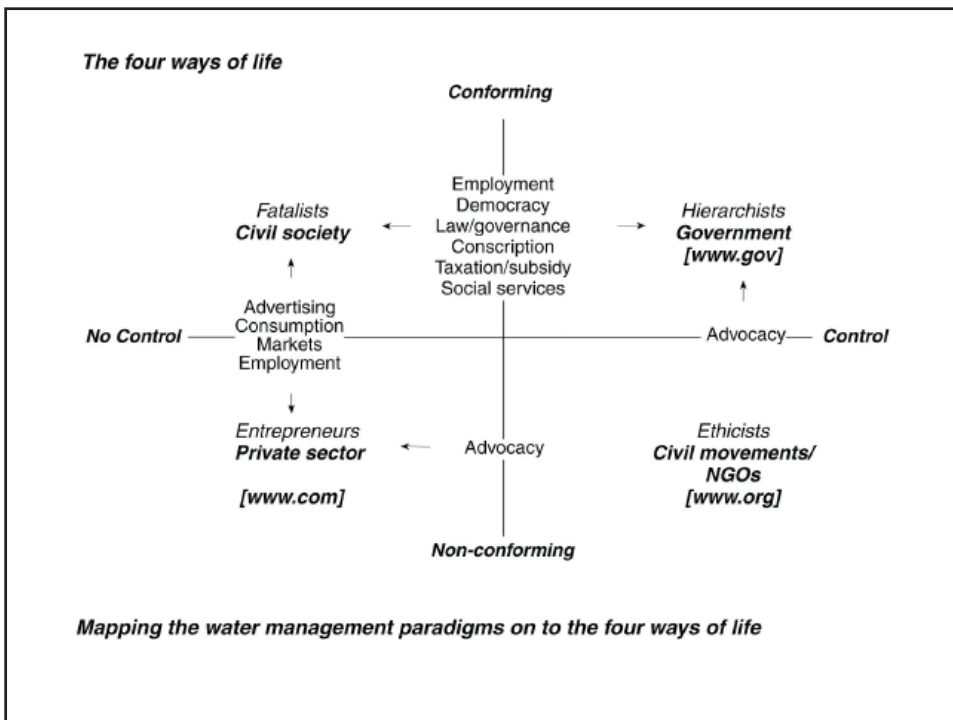 The four ways of life
Conforming
Employment
Democracy
Law/governance
Conscription
Taxation/subsidy
Social services
Fatalists
Civil society
Hierarchists
Government
[www.gov]
Advertising
Consumption
Markets
Employment
No Control
Advocacy
Control
Entrepreneurs
Private sector
[www.com]
Advocacy
Ethicists
Civil movements/
NGOs
[www.org]
Non-conforming
Mapping the water management paradigms on to the four ways of life